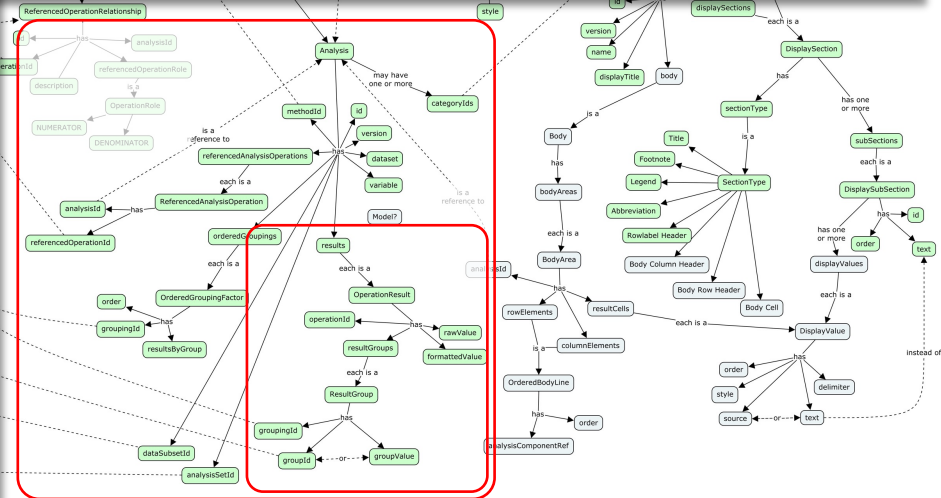 ReferencedOperationRelationship
style
id
displaySections
has
analysisId
each is a
version
name
displayTitle
body
DisplaySection
referencedOperationRole
description
is a
OperationRole
NUMERATOR
DENOMINATOR
Analysis
may have
one or more
categoryIds
has
sectionType
has one
or more
methodId
id
version
is a
reference to
referencedAnalysisOperations
has
dataset
variable
each is a
ReferencedAnalysisOperation
analysisId
has
referencedOperationId
Model?
is a
reference to
is a
Body
has
bodyAreas
each is a
BodyArea
is a
Title
Footnote
Legend
Abbreviation
SectionType
Rowlabel Header
Body Column Header
Body Row Header
Body Cell
subSections
each is a
DisplaySubSection
has
id
order
text
has one
or more
displayValues
each is a
orderedGroupings
each is a
OrderedGroupingFactor
order
has
groupingId
resultsByGroup
results
each is a
OperationResult
operationId
has
rawValue
formattedValue
resultGroups
each is a
ResultGroup
has
groupingId
groupId
or
groupValue
dataSubsetId
analysisSetId
has
rowElements
resultCells
columnElements
is a
OrderedBodyLine
has
order
analysisComponentRef
each is a
DisplayValue
has
order
style
source
or
text
delimiter
instead of